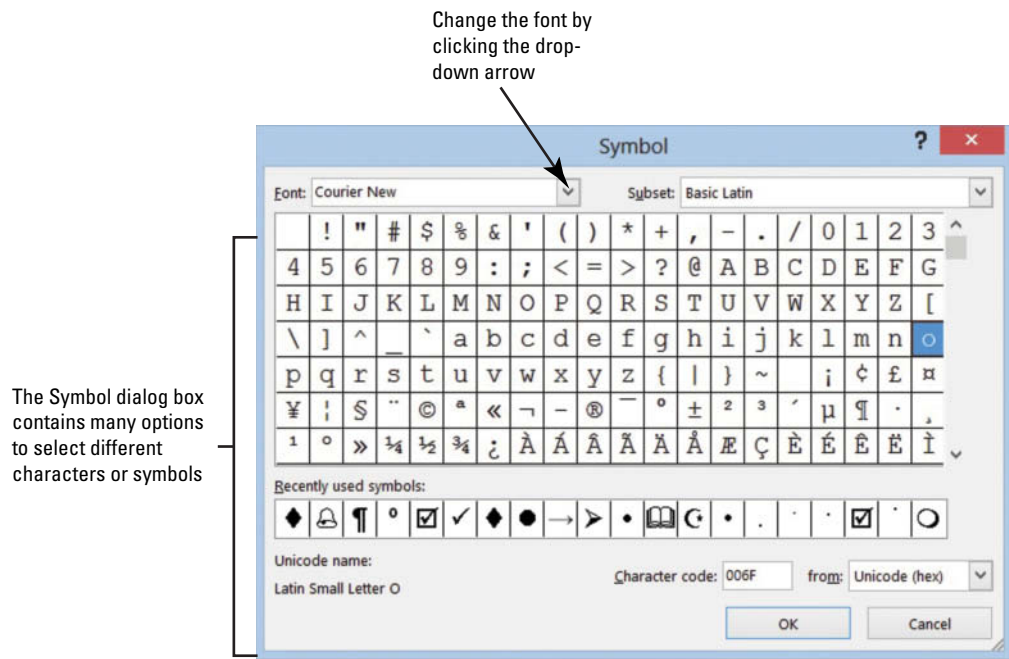 Change the font by
clicking the drop-
down arrow
Symbol
?
×
Font: Courier New
Subset: Basic Latin
! " # $ % & ' ( ) * + , - . / 0 1 2 3
4 5 6 7 8 9 : ; < = > ? @ A B C D E F G
H I J K L M N O P Q R S T U V W X Y Z [
\ ] ^ _ ` a b c d e f g h i j k l m n o
p q r s t u v w x y z { | } ~ ¡ ¢ £ ¤
¥ ¦ § ¨ © ª « ¬ - ® ¯ ° ± ² ³ ´ µ ¶ · ¸
¹ º » ¼ ½ ¾ ¿ À Á Â Ã Ä Å Æ Ç È É Ê Ë Ì
The Symbol dialog box
contains many options
to select different
characters or symbols
Recently used symbols:
♦ 🔔 ¶ ° ☑ ✓ ♦ ● → ➢ • 🕮 ☪ • . · · ☑ ˙ ❍
Unicode name:
Latin Small Letter O
Character code: 006F from: Unicode (hex)
OK
Cancel